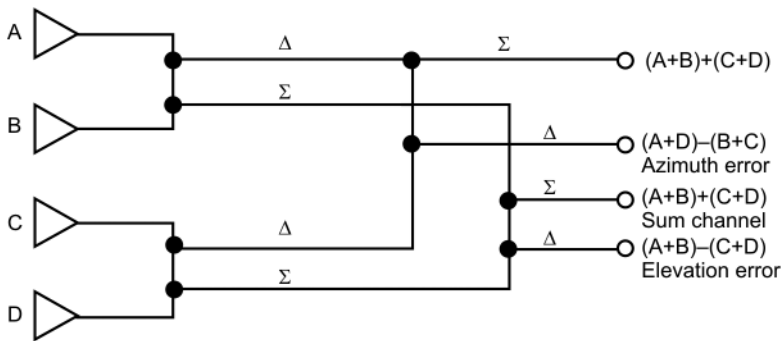 A
Δ
Σ
(A+B)+(C+D)
B
Σ
Δ
(A+D)–(B+C)
Azimuth error
C
Δ
Σ
(A+B)+(C+D)
Sum channel
Δ
(A+B)–(C+D)
Elevation error
D
Σ